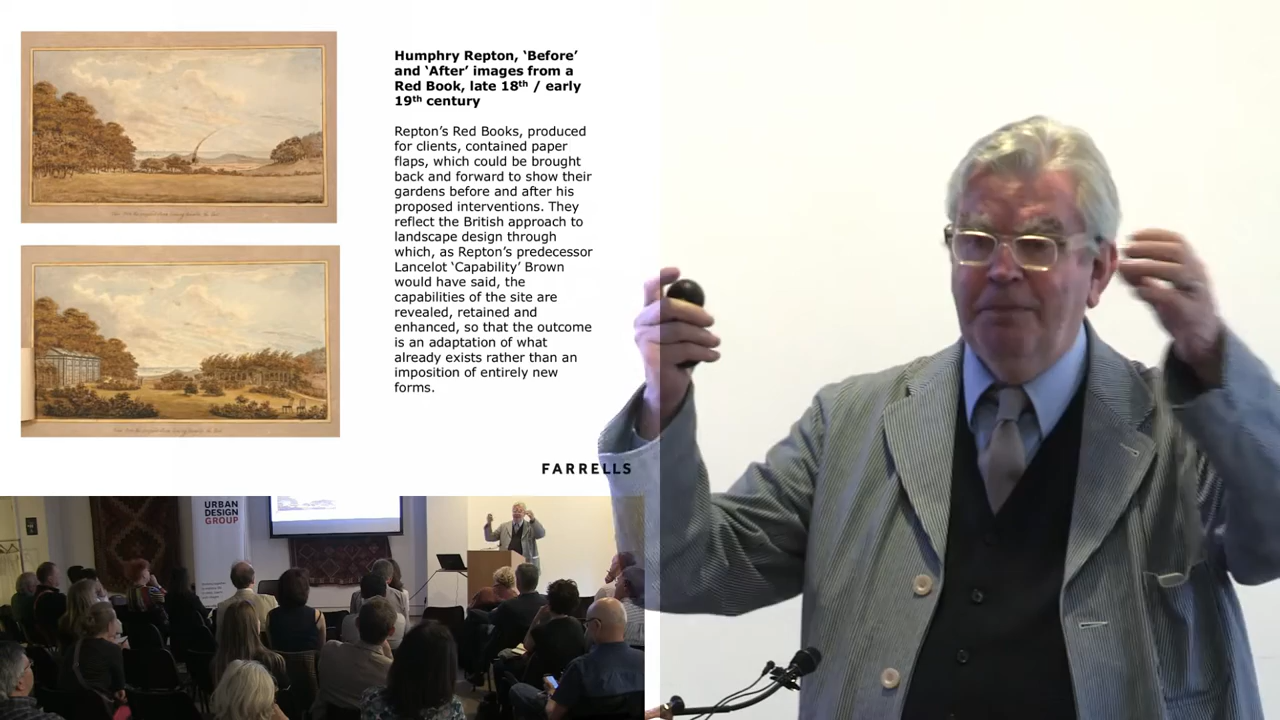 Humphry Repton, ‘Before’
and ‘After’ images from a
Red Book, late 18th / early
19th century
Repton’s Red Books, produced
for clients, contained paper
flaps, which could be brought
back and forward to show their
gardens before and after his
proposed interventions. They
reflect the British approach to
landscape design through
which, as Repton’s predecessor
Lancelot ‘Capability’ Brown
would have said, the
capabilities of the site are
revealed, retained and
enhanced, so that the outcome
is an adaptation of what
already exists rather than an
imposition of entirely new
forms.
FARRELLS
URBAN
DESIGN
GROUP